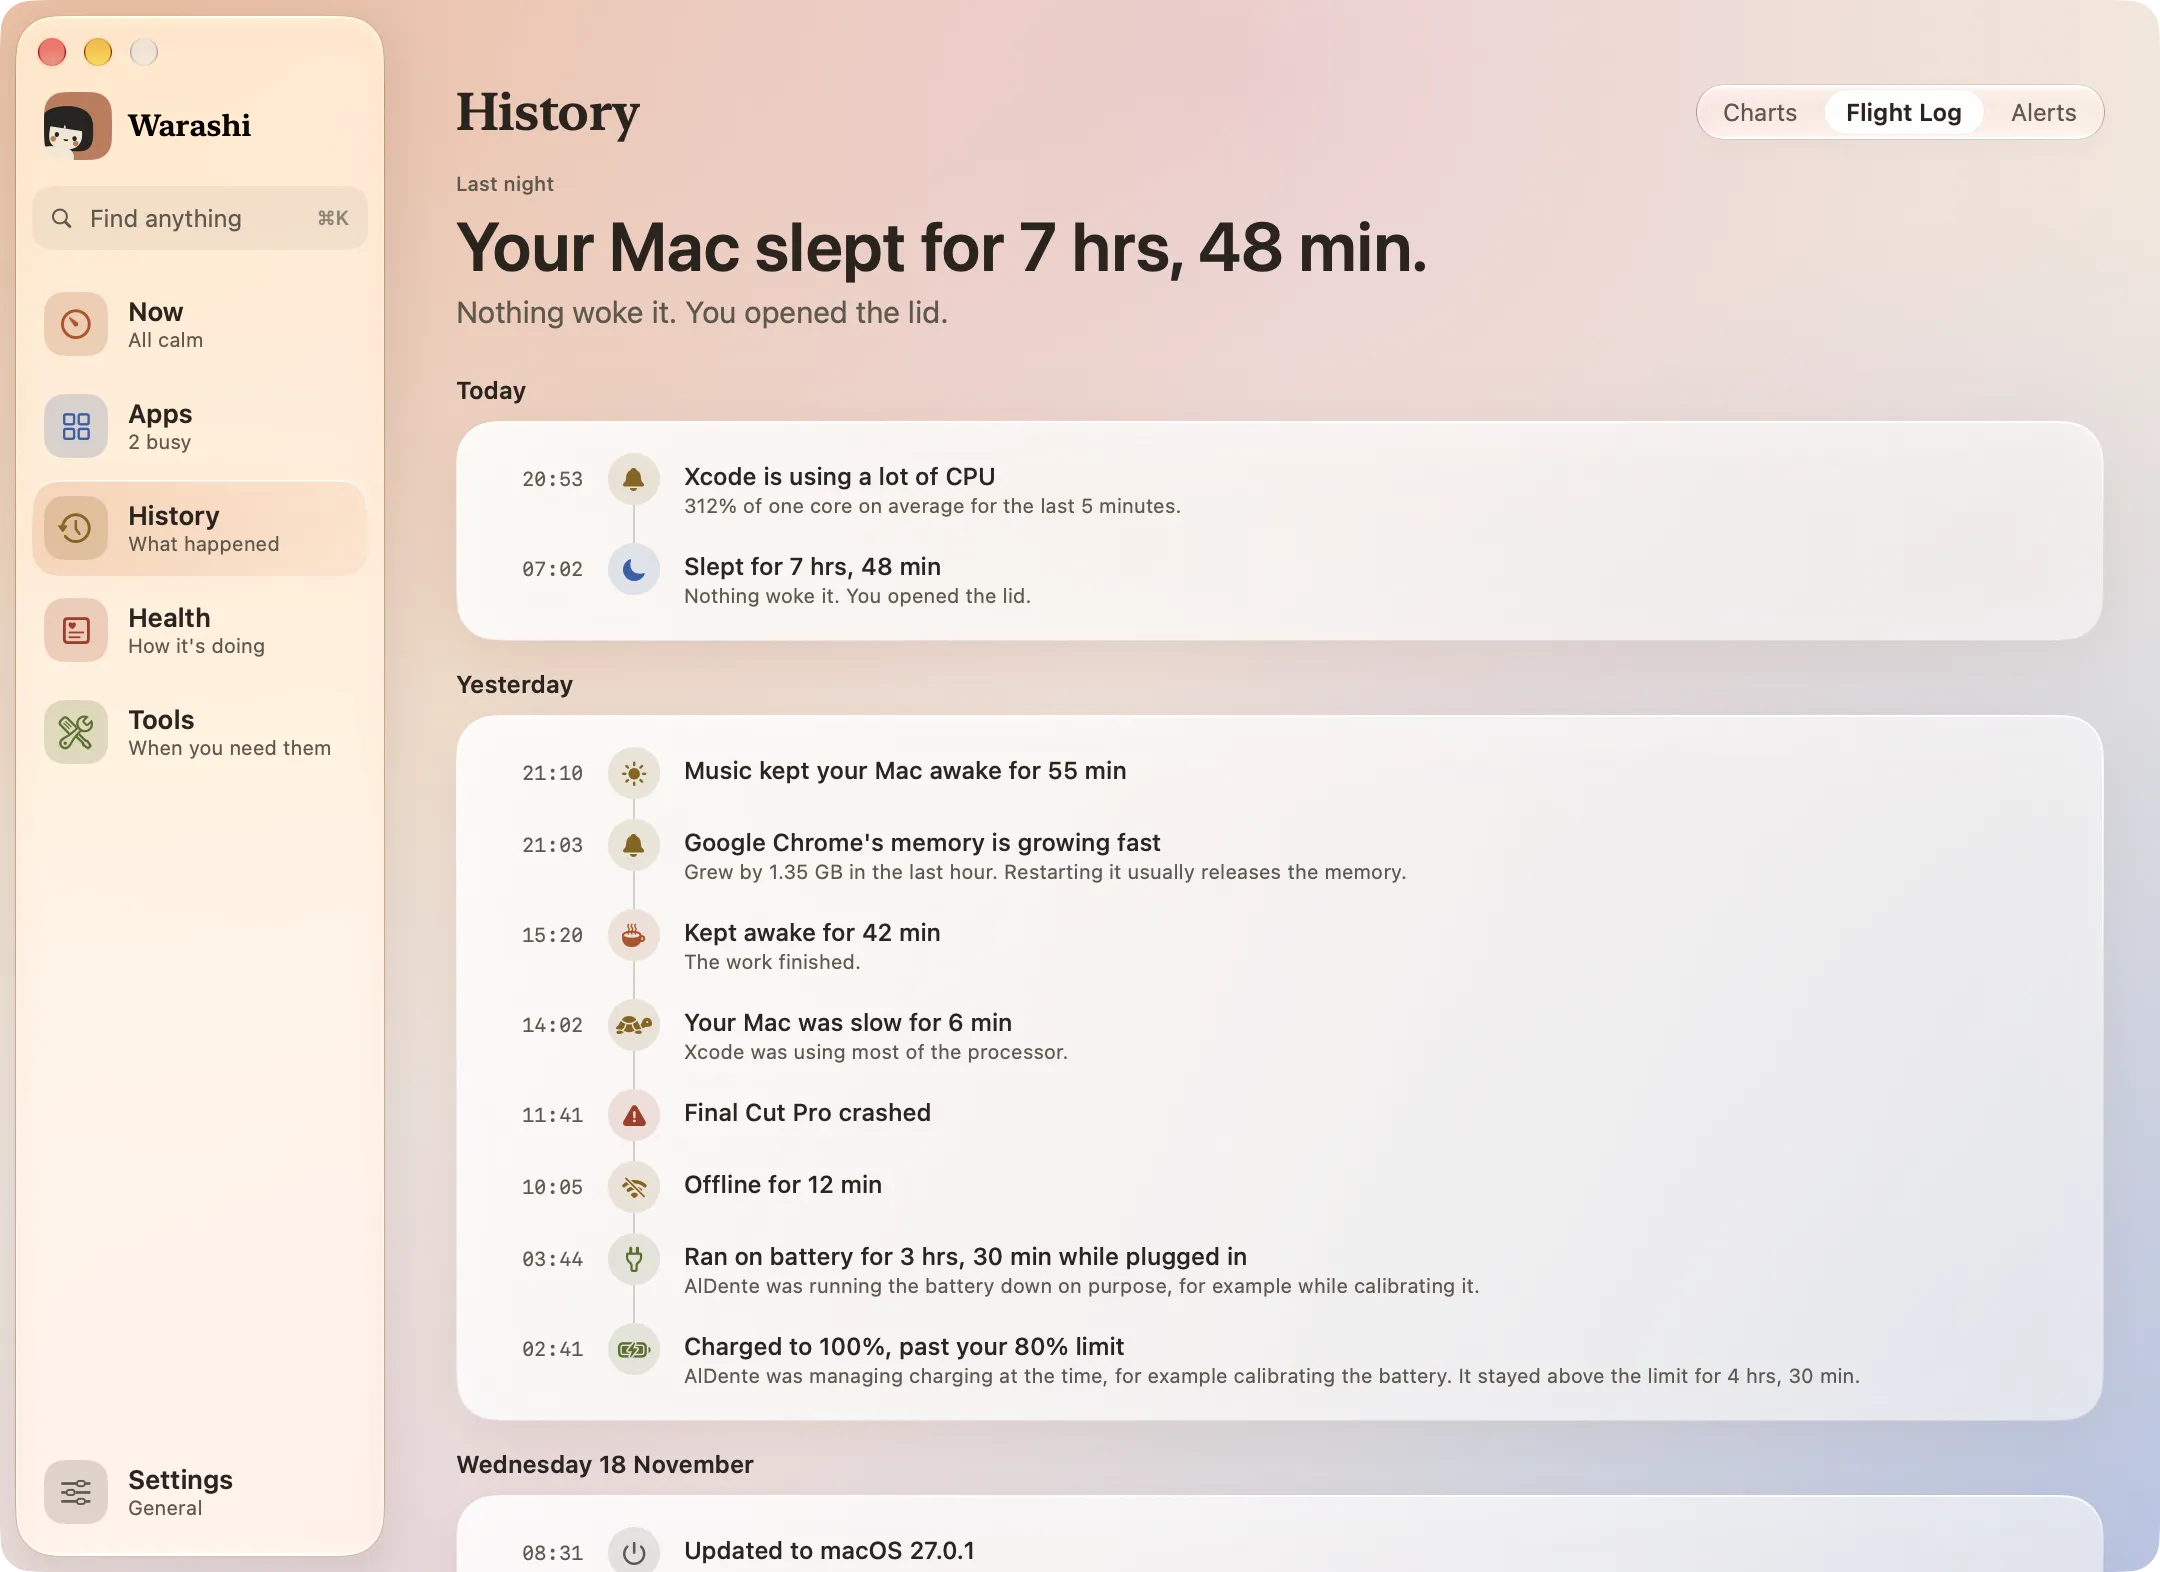 Warashi
Find anything ⌘K
Now
All calm
Apps
2 busy
History
What happened
Health
How it's doing
Tools
When you need them
Settings
General
History
Charts Flight Log Alerts
Last night
Your Mac slept for 7 hrs, 48 min.
Nothing woke it. You opened the lid.
Today
20:53 Xcode is using a lot of CPU
312% of one core on average for the last 5 minutes.
07:02 Slept for 7 hrs, 48 min
Nothing woke it. You opened the lid.
Yesterday
21:10 Music kept your Mac awake for 55 min
21:03 Google Chrome's memory is growing fast
Grew by 1.35 GB in the last hour. Restarting it usually releases the memory.
15:20 Kept awake for 42 min
The work finished.
14:02 Your Mac was slow for 6 min
Xcode was using most of the processor.
11:41 Final Cut Pro crashed
10:05 Offline for 12 min
03:44 Ran on battery for 3 hrs, 30 min while plugged in
AlDente was running the battery down on purpose, for example while calibrating it.
02:41 Charged to 100%, past your 80% limit
AlDente was managing charging at the time, for example calibrating the battery. It stayed above the limit for 4 hrs, 30 min.
Wednesday 18 November
08:31 Updated to macOS 27.0.1